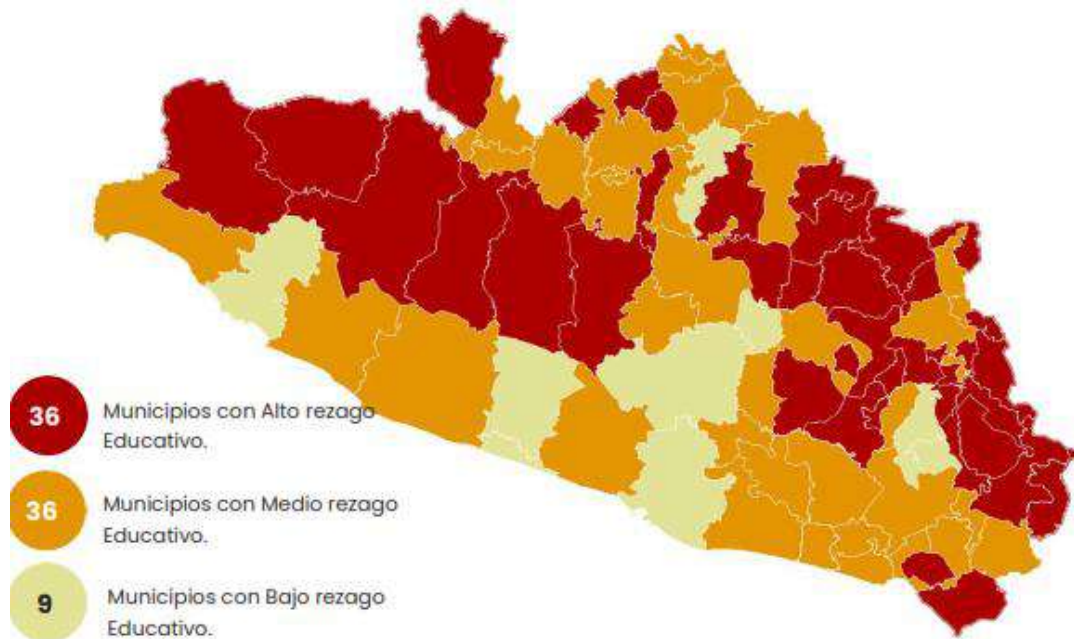 36
Municipios con Alto rezago
Educativo.
36
Municipios con Medio rezago
Educativo.
9
Municipios con Bajo rezago
Educativo.